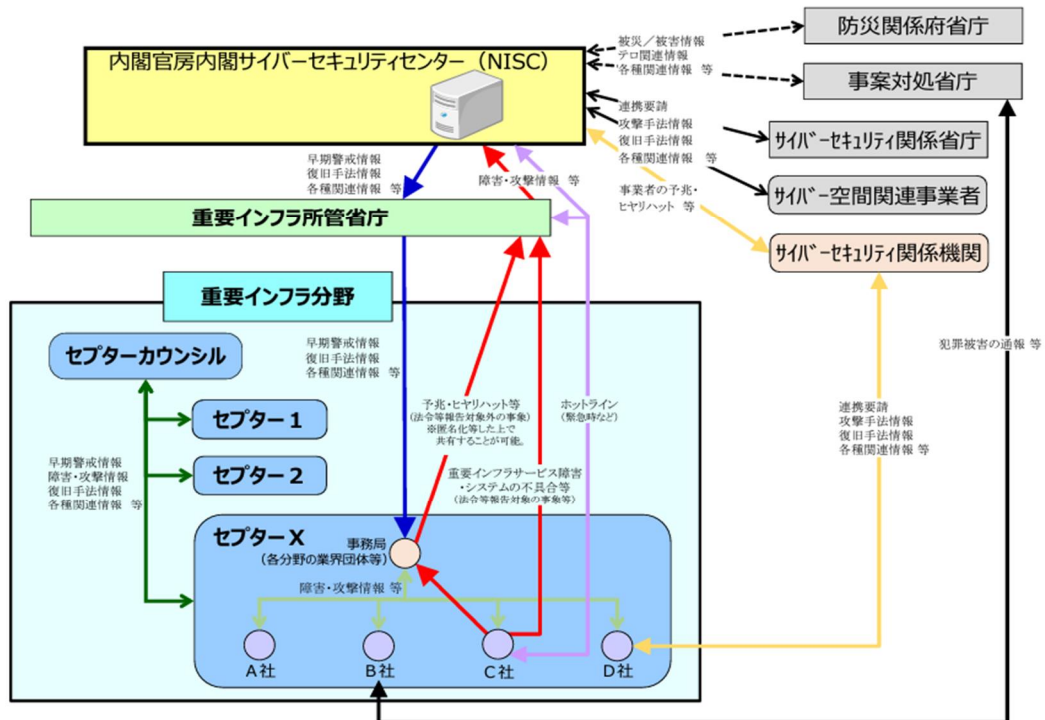 防災関係府省庁
内閣官房内閣サイバーセキュリティセンター（NISC）
被災／被害情報
テロ関連情報
各種関連情報 等
事案対処省庁
連携要請
攻撃手法情報
復旧手法情報
各種関連情報 等
サイバーセキュリティ関係省庁
早期警戒情報
復旧手法情報
各種関連情報 等
障害・攻撃情報 等
事業者の予兆・
ヒヤリハット 等
サイバー空間関連事業者
重要インフラ所管省庁
サイバーセキュリティ関係機関
重要インフラ分野
セプターカウンシル
早期警戒情報
復旧手法情報
各種関連情報 等
犯罪被害の通報 等
セプター１
予兆・ヒヤリハット等
(法令等報告対象外の事象)
※匿名化等した上で
共有することが可能。
ホットライン
(緊急時など)
連携要請
攻撃手法情報
復旧手法情報
各種関連情報 等
早期警戒情報
障害・攻撃情報
復旧手法情報
各種関連情報 等
セプター２
重要インフラサービス障害
・システムの不具合等
(法令等報告対象の事象等)
セプターX
事務局
(各分野の業界団体等)
障害・攻撃情報 等
A社
B社
C社
D社